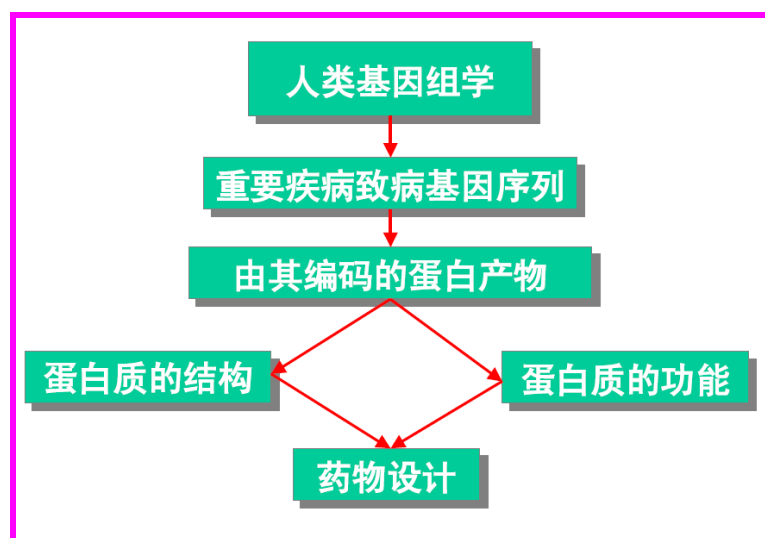 人类基因组学
重要疾病致病基因序列
由其编码的蛋白产物
蛋白质的结构
蛋白质的功能
药物设计